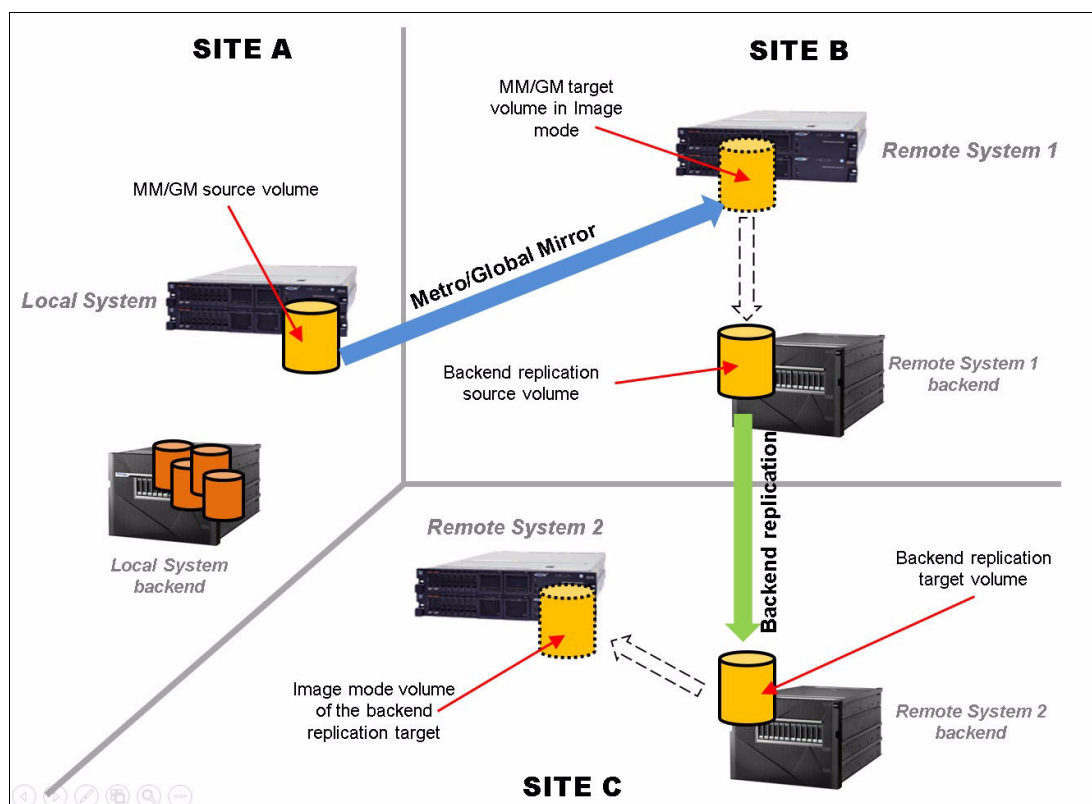 SITE A
SITE B
MM/GM target
volume in Image
mode
Remote System 1
MM/GM source volume
Metro/Global Mirror
Local System
Remote System 1
backend
Backend replication
source volume
Backend replication
Local System
backend
Remote System 2
Backend replication
target volume
Image mode volume
of the backend
replication target
Remote System 2
backend
SITE C